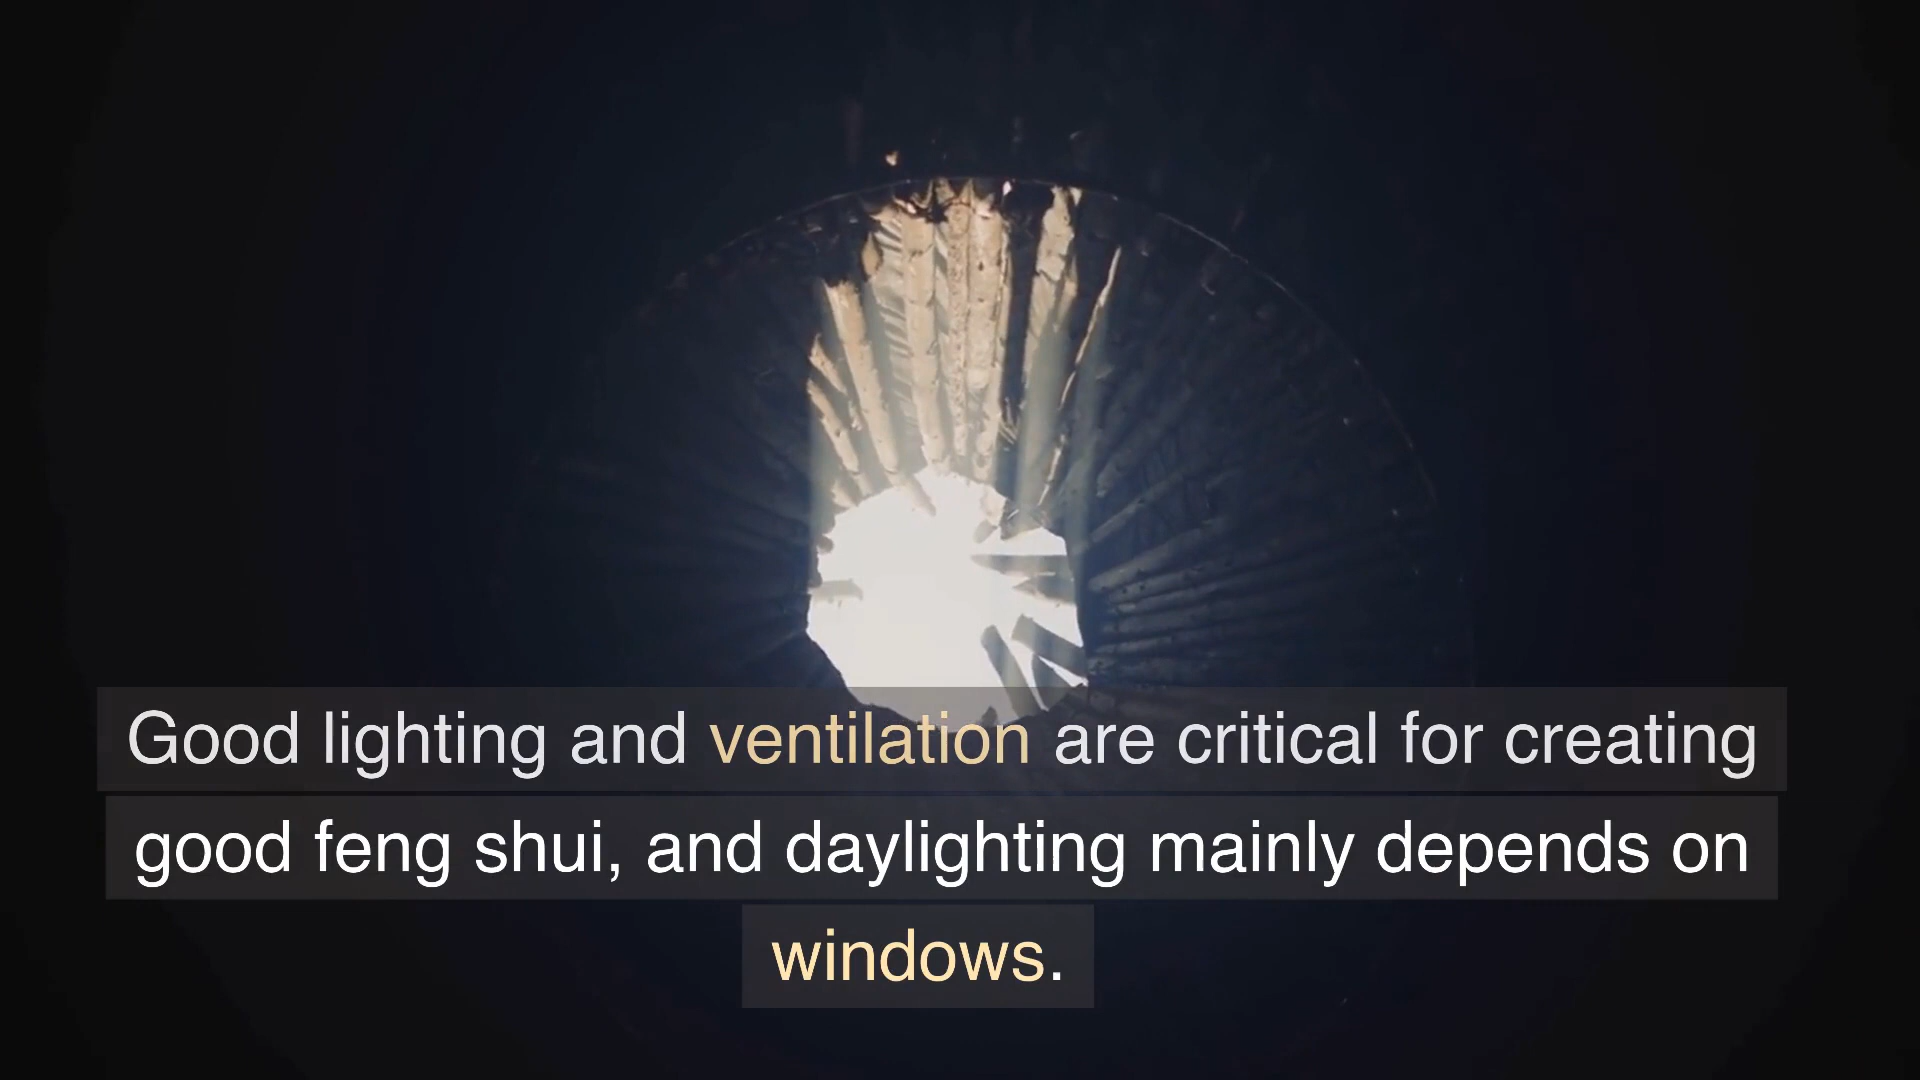 Good lighting and ventilation are critical for creating
good feng shui, and daylighting mainly depends on
windows.